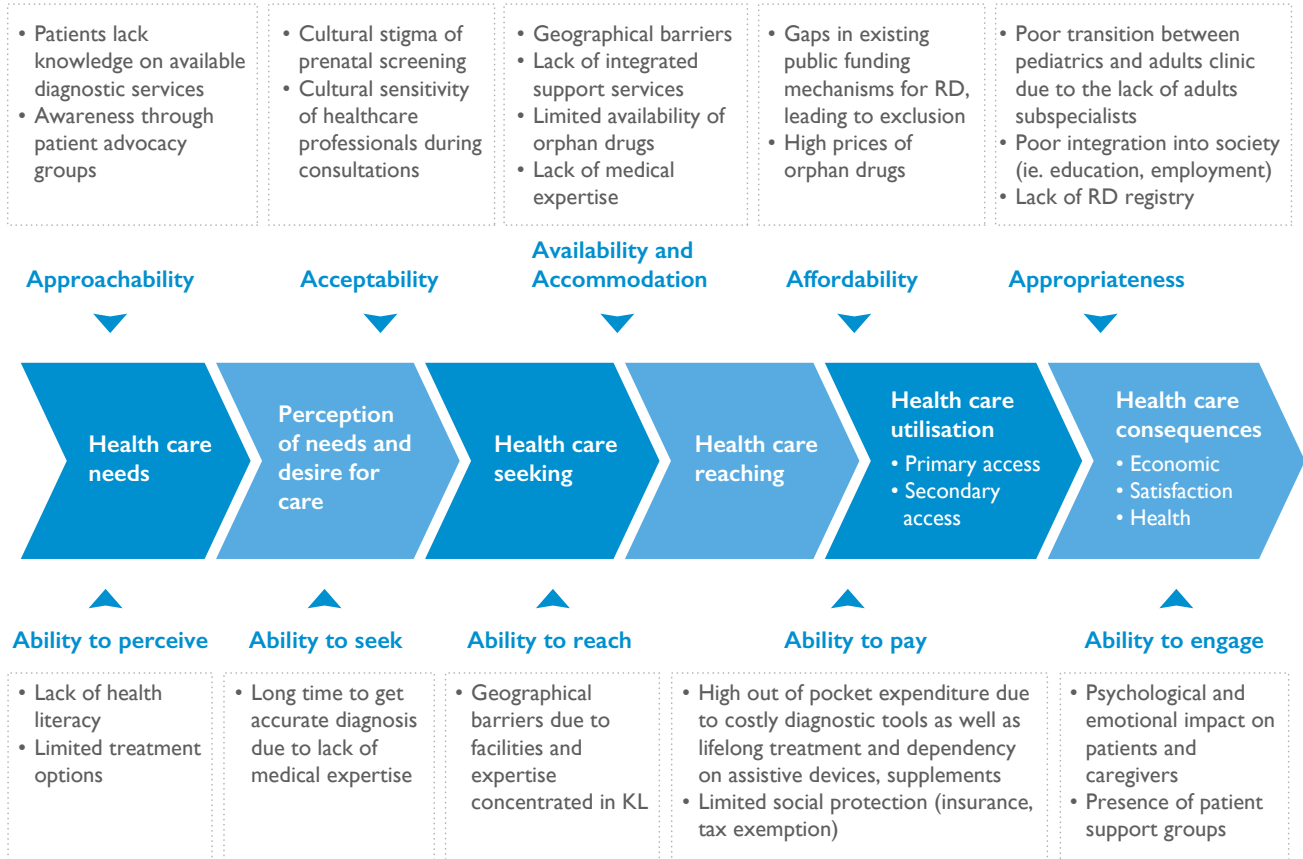 • Patients lack
knowledge on available
diagnostic services
• Awareness through
patient advocacy
groups
• Cultural stigma of
prenatal screening
• Cultural sensitivity
of healthcare
professionals during
consultations
• Geographical barriers
• Lack of integrated
support services
• Limited availability of
orphan drugs
• Lack of medical
expertise
• Gaps in existing
public funding
mechanisms for RD,
leading to exclusion
• High prices of
orphan drugs
• Poor transition between
pediatrics and adults clinic
due to the lack of adults
subspecialists
• Poor integration into society
(ie. education, employment)
• Lack of RD registry
Approachability
Acceptability
Availability and
Accommodation
Affordability
Appropriateness
Health care
needs
Perception
of needs and
desire for
care
Health care
seeking
Health care
reaching
Health care
utilisation
• Primary access
• Secondary
access
Health care
consequences
• Economic
• Satisfaction
• Health
Ability to perceive
Ability to seek
Ability to reach
Ability to pay
Ability to engage
• Lack of health
literacy
• Limited treatment
options
• Long time to get
accurate diagnosis
due to lack of
medical expertise
• Geographical
barriers due to
facilities and
expertise
concentrated in KL
• High out of pocket expenditure due
to costly diagnostic tools as well as
lifelong treatment and dependency
on assistive devices, supplements
• Limited social protection (insurance,
tax exemption)
• Psychological and
emotional impact on
patients and
caregivers
• Presence of patient
support groups